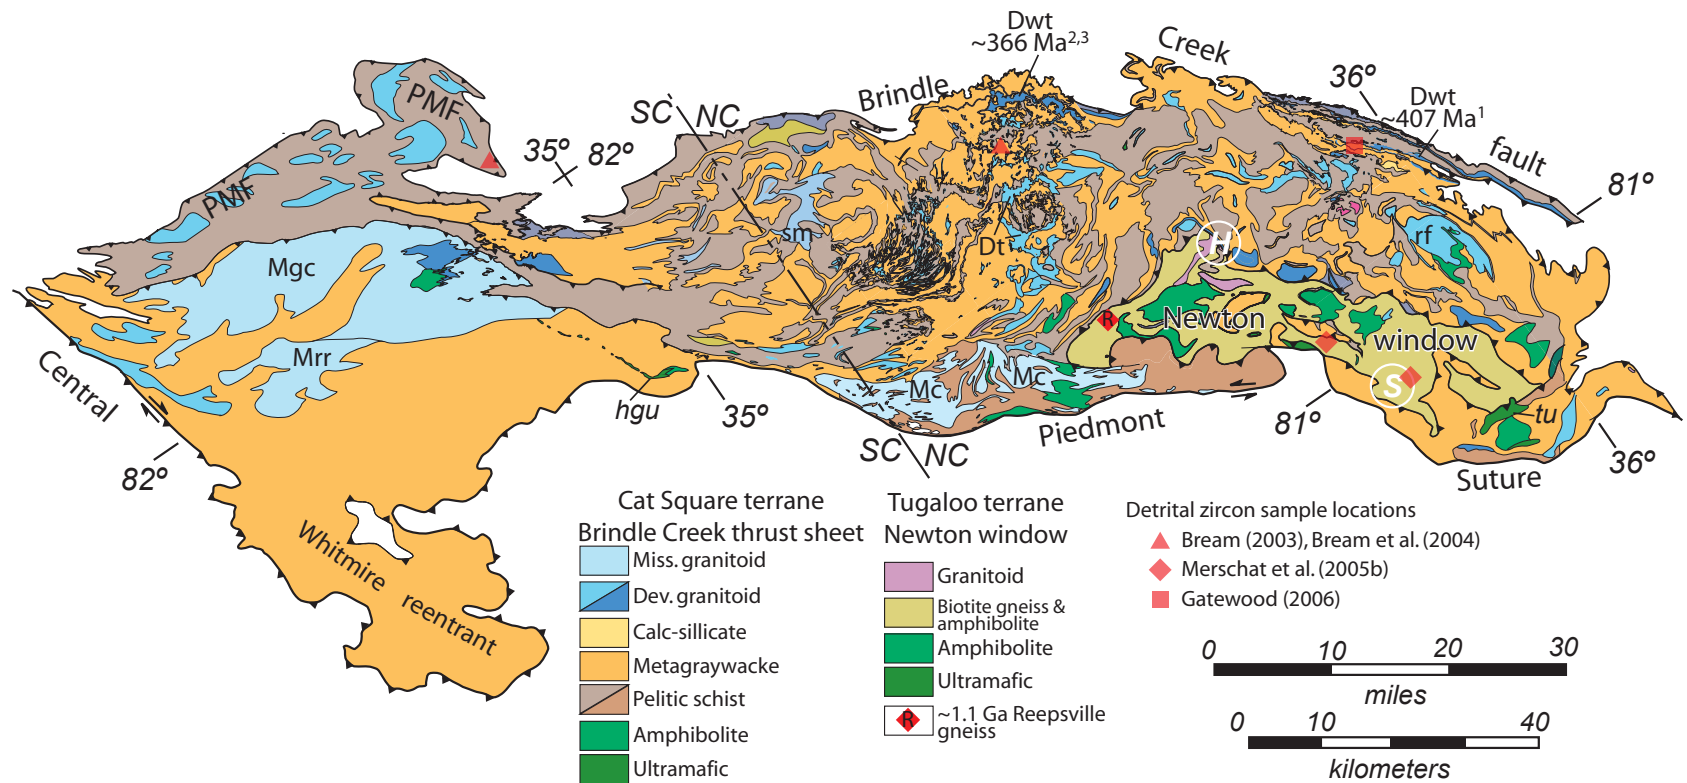 Dwt
~366 Ma2,3
Creek
Brindle
36º
Dwt
~407 Ma1
fault
81º
PMF
PMF
SC
NC
35º
82º
sm
Dt
H
rf
Mgc
Mrr
R
Newton
window
S
Central
82º
hgu
35º
Mc
Mc
SC
NC
Piedmont
81º
tu
36º
Suture
Whitmire reentrant
Cat Square terrane
Brindle Creek thrust sheet
Miss. granitoid
Dev. granitoid
Calc-sillicate
Metagraywacke
Pelitic schist
Amphibolite
Ultramafic
Tugaloo terrane
Newton window
Granitoid
Biotite gneiss &
amphibolite
Amphibolite
Ultramafic
R
~1.1 Ga Reepsville
gneiss
Detrital zircon sample locations
Bream (2003), Bream et al. (2004)
Merschat et al. (2005b)
Gatewood (2006)
0 10 20 30
miles
0 10 40
kilometers